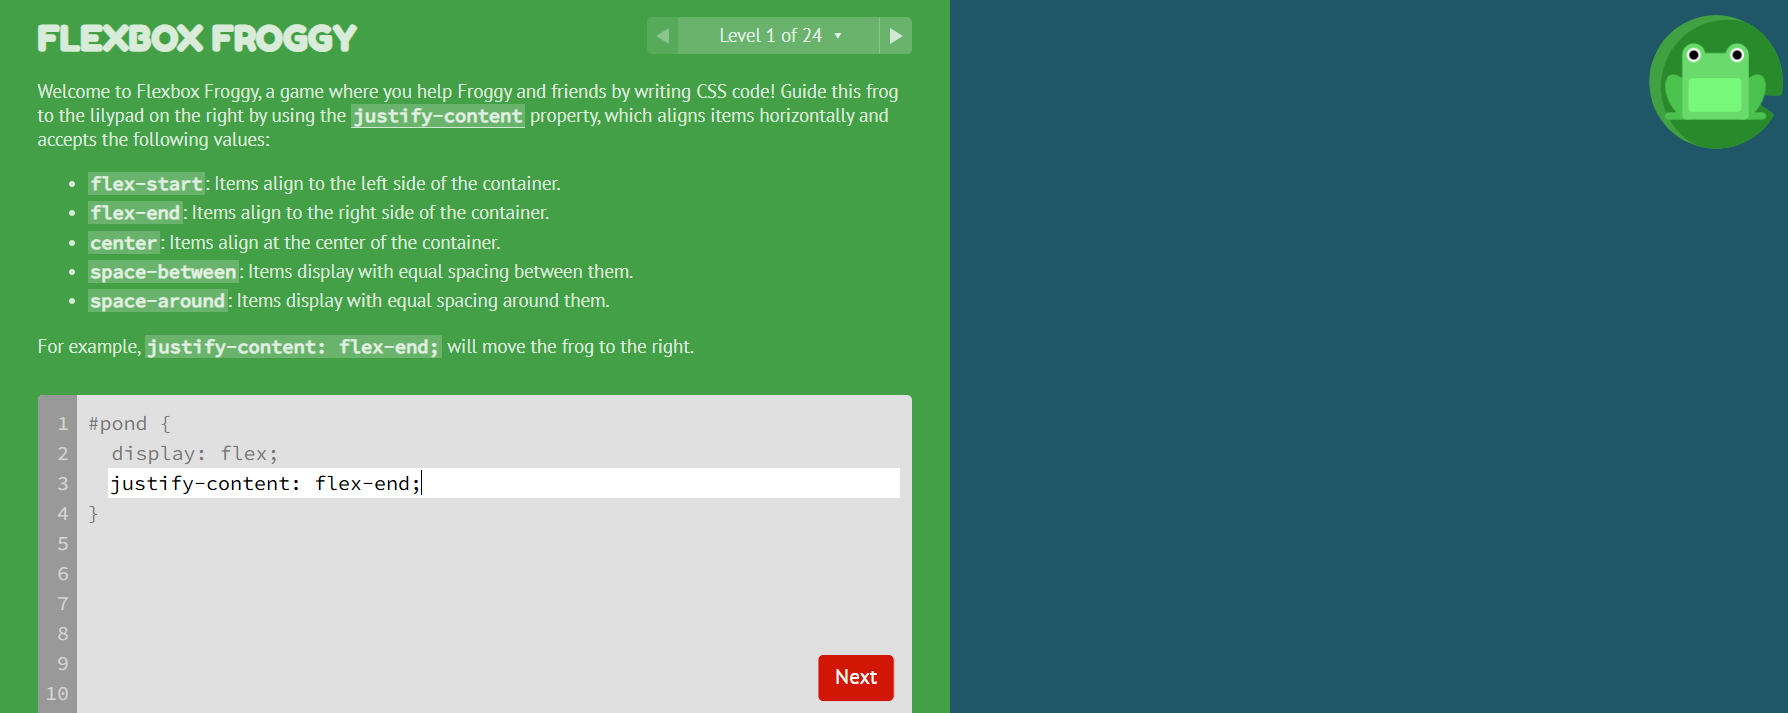 FLEXBOX FROGGY
◀ Level 1 of 24 ▾ ▶
Welcome to Flexbox Froggy, a game where you help Froggy and friends by writing CSS code! Guide this frog
to the lilypad on the right by using the justify-content property, which aligns items horizontally and
accepts the following values:
• flex-start: Items align to the left side of the container.
• flex-end: Items align to the right side of the container.
• center: Items align at the center of the container.
• space-between: Items display with equal spacing between them.
• space-around: Items display with equal spacing around them.
For example, justify-content: flex-end; will move the frog to the right.
1 #pond {
2 display: flex;
3 justify-content: flex-end;
4 }
5
6
7
8
9
10
Next